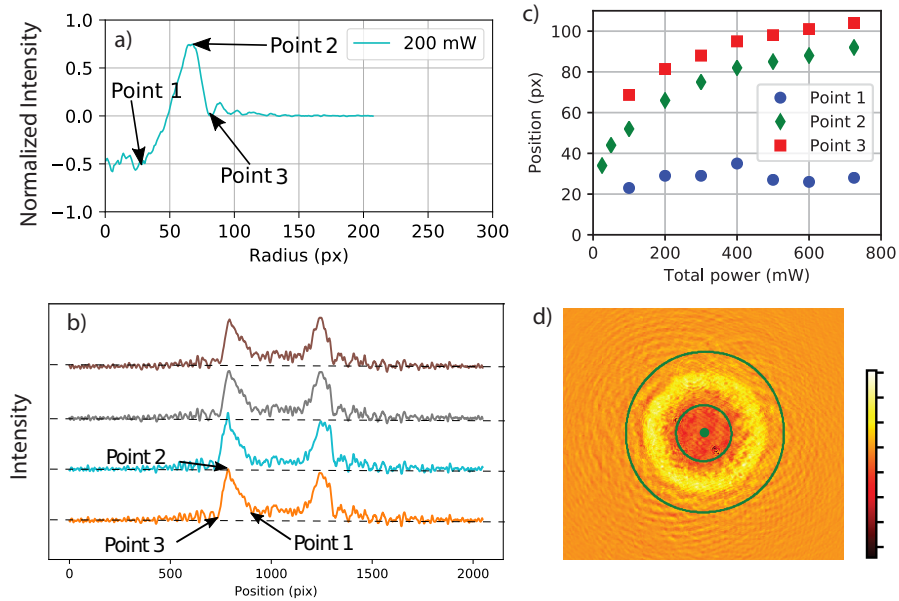 a)
1.0
0.5
0.0
−0.5
−1.0
Normalized Intensity
Point 1
Point 2
Point 3
200 mW
0 50 100 150 200 250 300
Radius (px)
c)
100
80
60
40
20
0
Position (px)
Point 1
Point 2
Point 3
0 200 400 600 800
Total power (mW)
b)
Intensity
Point 2
Point 3
Point 1
0 500 1000 1500 2000
Position (pix)
d)